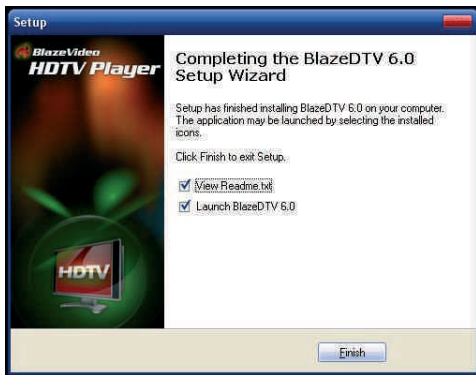 Setup
BlazeVideo
HDTV Player
Completing the BlazeDTV 6.0
Setup Wizard
Setup has finished installing BlazeDTV 6.0 on your computer.
The application may be launched by selecting the installed
icons.
Click Finish to exit Setup.
View Readme.txt
Launch BlazeDTV 6.0
HDTV
Finish